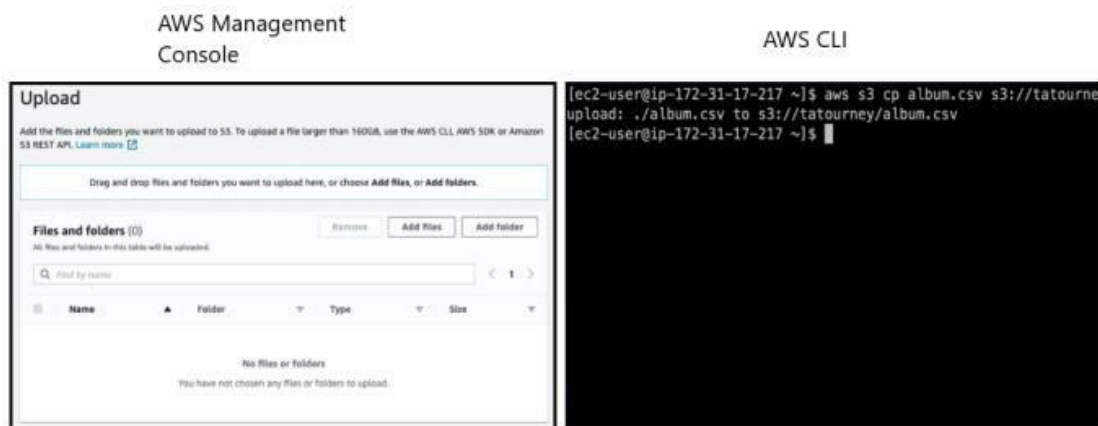 AWS Management
Console
AWS CLI
Upload
Add the files and folders you want to upload to S3. To upload a file larger than 160GB, use the AWS CLI, AWS SDK or Amazon
S3 REST API. Learn more
Drag and drop files and folders you want to upload here, or choose Add files, or Add folders.
Files and folders (0)
Remove
Add files
Add folder
All files and folders in this table will be uploaded.
Find by name
1
Name
Folder
Type
Size
No files or folders
You have not chosen any files or folders to upload.
[ec2-user@ip-172-31-17-217 ~]$ aws s3 cp album.csv s3://tatourne
upload: ./album.csv to s3://tatourney/album.csv
[ec2-user@ip-172-31-17-217 ~]$